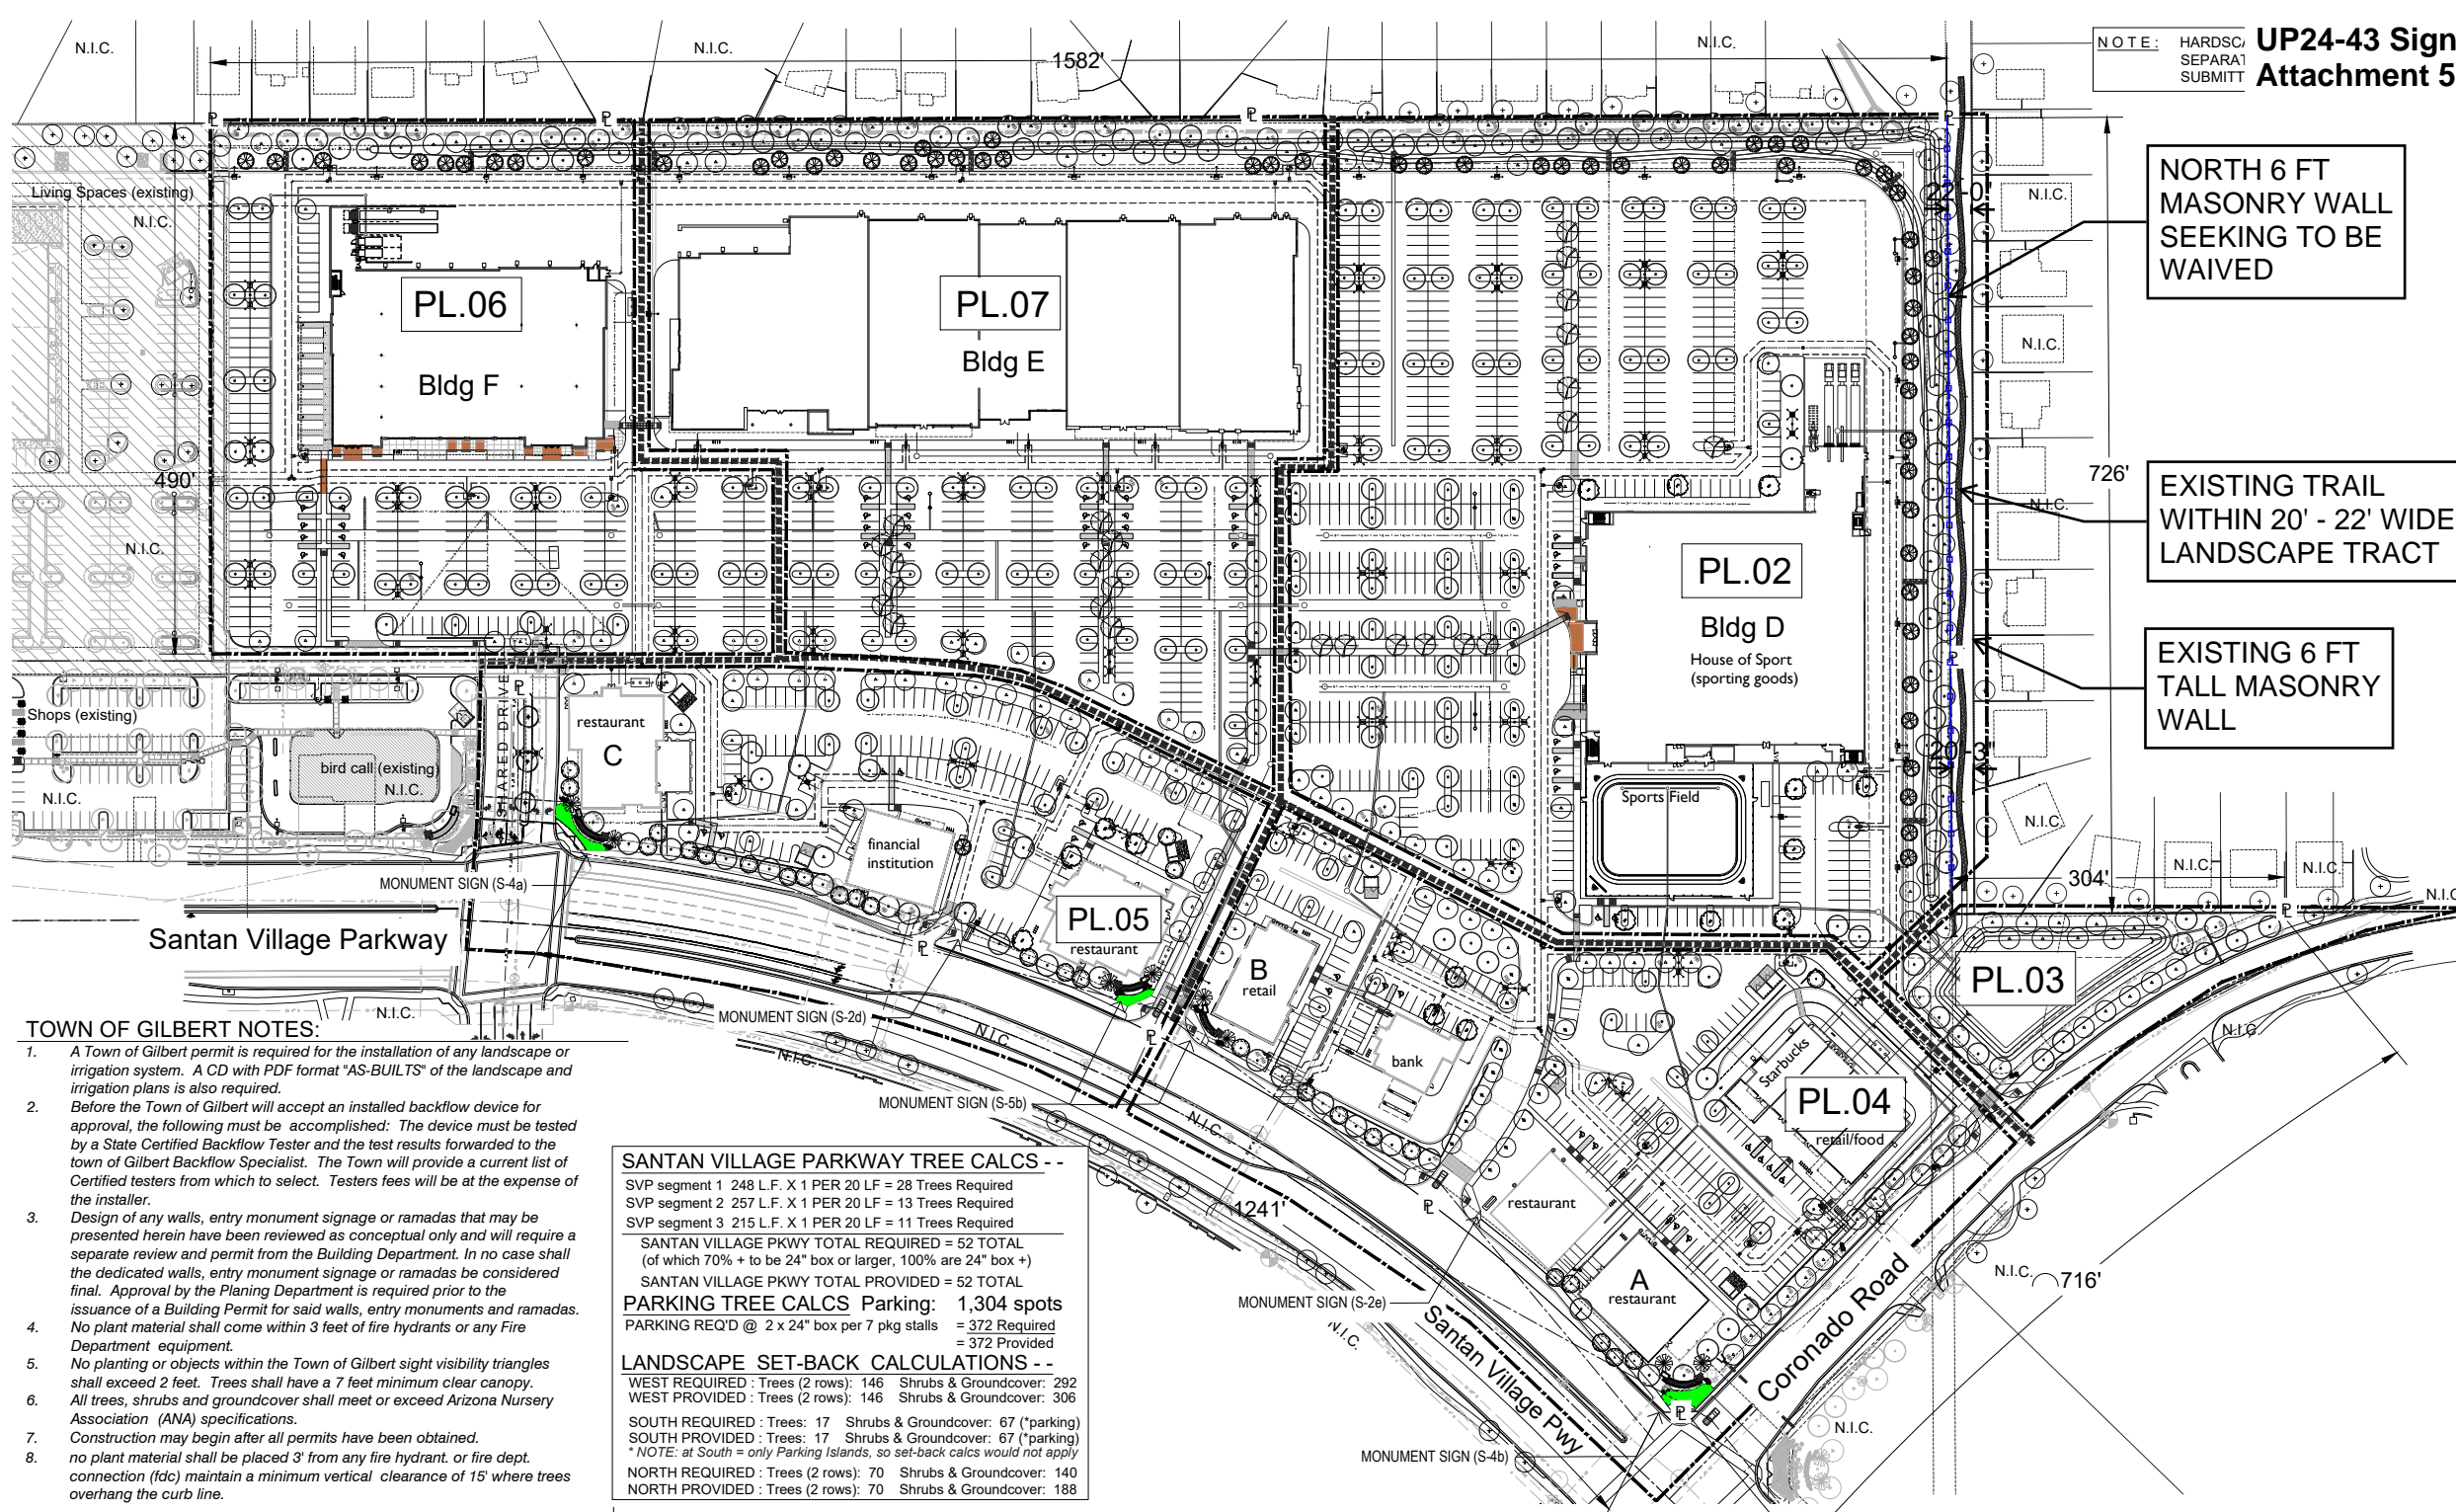 N.I.C.
N.I.C.
N.I.C.
1582'
NOTE: HARDSC
SEPARAT
SUBMITT
UP24-43 Sign
Attachment 5
NORTH 6 FT
MASONRY WALL
SEEKING TO BE
WAIVED
22'-0"
N.I.C.
N.I.C.
Living Spaces (existing)
N.I.C.
PL.06
Bldg F
PL.07
Bldg E
490'
N.I.C.
726'
N.I.C.
EXISTING TRAIL
WITHIN 20' - 22' WIDE
LANDSCAPE TRACT
PL.02
Bldg D
House of Sport
(sporting goods)
EXISTING 6 FT
TALL MASONRY
WALL
20'-3"
Sports Field
N.I.C.
N.I.C.
N.I.C.
304'
N.I.C.
Shops (existing)
N.I.C.
bird call (existing)
N.I.C.
SHARED DRIVE
restaurant
C
financial
institution
MONUMENT SIGN (S-4a)
Santan Village Parkway
PL.05
restaurant
B
retail
bank
PL.03
N.I.C.
MONUMENT SIGN (S-2d)
N.I.C.
N.I.C.
N.I.C.
MONUMENT SIGN (S-5b)
N.I.C.
Starbucks
PL.04
retail/food
restaurant
A
restaurant
1241'
MONUMENT SIGN (S-2e)
N.I.C.
Santan Village Pwy
Coronado Road
N.I.C.
716'
MONUMENT SIGN (S-4b)
N.I.C.
TOWN OF GILBERT NOTES:
1. A Town of Gilbert permit is required for the installation of any landscape or
irrigation system. A CD with PDF format "AS-BUILTS" of the landscape and
irrigation plans is also required.
2. Before the Town of Gilbert will accept an installed backflow device for
approval, the following must be accomplished: The device must be tested
by a State Certified Backflow Tester and the test results forwarded to the
town of Gilbert Backflow Specialist. The Town will provide a current list of
Certified testers from which to select. Testers fees will be at the expense of
the installer.
3. Design of any walls, entry monument signage or ramadas that may be
presented herein have been reviewed as conceptual only and will require a
separate review and permit from the Building Department. In no case shall
the dedicated walls, entry monument signage or ramadas be considered
final. Approval by the Planing Department is required prior to the
issuance of a Building Permit for said walls, entry monuments and ramadas.
4. No plant material shall come within 3 feet of fire hydrants or any Fire
Department equipment.
5. No planting or objects within the Town of Gilbert sight visibility triangles
shall exceed 2 feet. Trees shall have a 7 feet minimum clear canopy.
6. All trees, shrubs and groundcover shall meet or exceed Arizona Nursery
Association (ANA) specifications.
7. Construction may begin after all permits have been obtained.
8. no plant material shall be placed 3' from any fire hydrant. or fire dept.
connection (fdc) maintain a minimum vertical clearance of 15' where trees
overhang the curb line.
SANTAN VILLAGE PARKWAY TREE CALCS - -
SVP segment 1 248 L.F. X 1 PER 20 LF = 28 Trees Required
SVP segment 2 257 L.F. X 1 PER 20 LF = 13 Trees Required
SVP segment 3 215 L.F. X 1 PER 20 LF = 11 Trees Required
SANTAN VILLAGE PKWY TOTAL REQUIRED = 52 TOTAL
(of which 70% + to be 24" box or larger, 100% are 24" box +)
SANTAN VILLAGE PKWY TOTAL PROVIDED = 52 TOTAL
PARKING TREE CALCS Parking: 1,304 spots
PARKING REQ'D @ 2 x 24" box per 7 pkg stalls = 372 Required
= 372 Provided
LANDSCAPE SET-BACK CALCULATIONS - -
WEST REQUIRED : Trees (2 rows): 146 Shrubs & Groundcover: 292
WEST PROVIDED : Trees (2 rows): 146 Shrubs & Groundcover: 306
SOUTH REQUIRED : Trees: 17 Shrubs & Groundcover: 67 (*parking)
SOUTH PROVIDED : Trees: 17 Shrubs & Groundcover: 67 (*parking)
* NOTE: at South = only Parking Islands, so set-back calcs would not apply
NORTH REQUIRED : Trees (2 rows): 70 Shrubs & Groundcover: 140
NORTH PROVIDED : Trees (2 rows): 70 Shrubs & Groundcover: 188